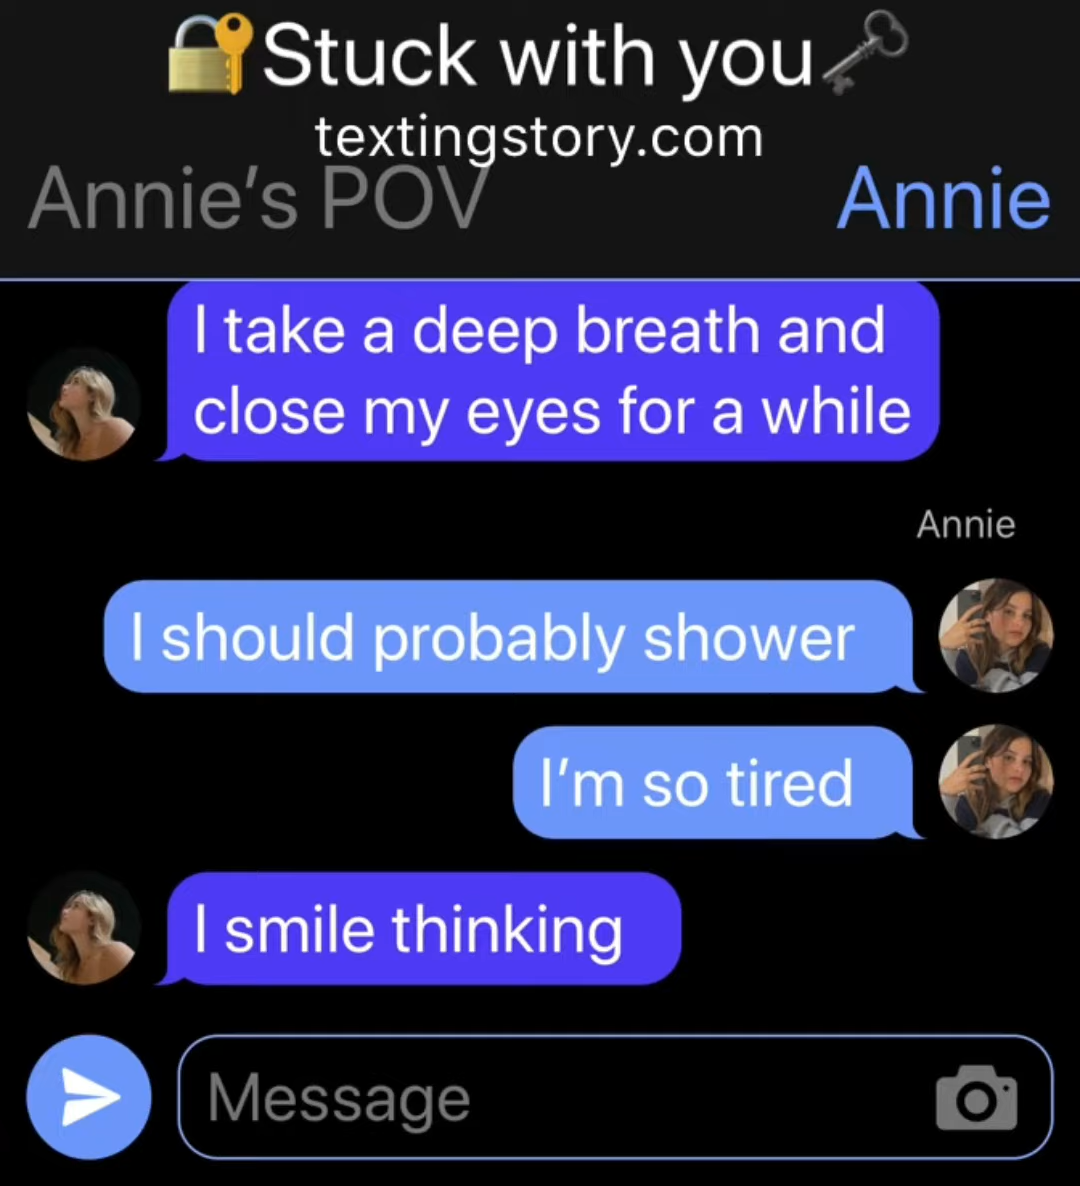 🔐Stuck with you🗝
textingstory.com
Annie's POV
Annie
I take a deep breath and
close my eyes for a while
Annie
I should probably shower
I'm so tired
I smile thinking
Message